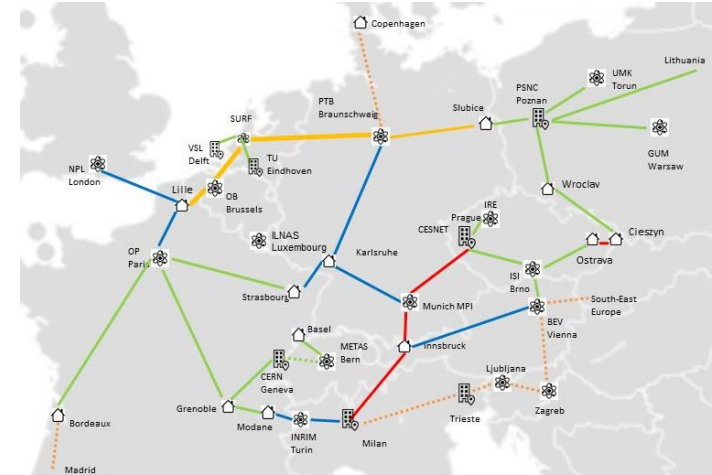 Copenhagen
Lithuania
UMK
Torun
PSNC
Poznan
PTB
Braunschweig
Slubice
SURF
VSL
Delft
TU
Eindhoven
GUM
Warsaw
NPL
London
Lille
OB
Brussels
Wroclav
IRE
Prague
CESNET
Cieszyn
Ostrava
ILNAS
Luxembourg
OP
Paris
Karlsruhe
ISI
Brno
Strasbourg
Munich MPI
South-East
Europe
BEV
Vienna
Basel
METAS
Bern
Innsbruck
CERN
Geneva
Ljubljana
Zagreb
Trieste
Grenoble
Modane
INRIM
Turin
Milan
Bordeaux
Madrid